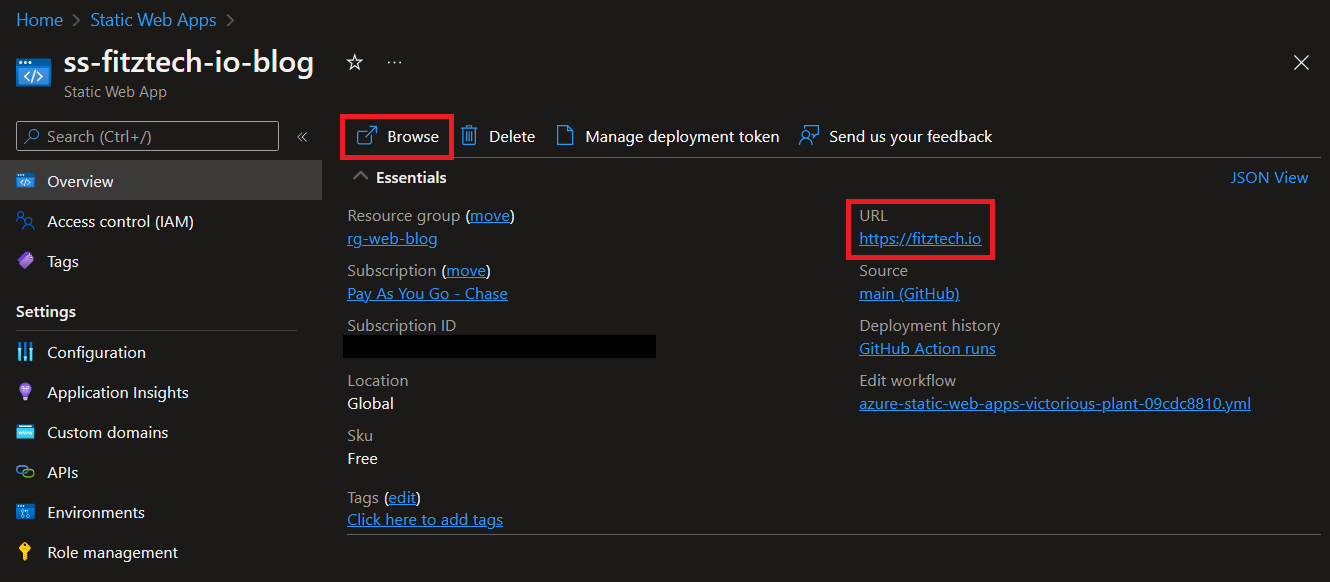 Home > Static Web Apps >
ss-fitztech-io-blog
Static Web App
Search (Ctrl+/)
Overview
Access control (IAM)
Tags
Settings
Configuration
Application Insights
Custom domains
APIs
Environments
Role management
Browse Delete Manage deployment token Send us your feedback
Essentials
JSON View
Resource group (move)
rg-web-blog
Subscription (move)
Pay As You Go - Chase
Subscription ID
Location
Global
Sku
Free
Tags (edit)
Click here to add tags
URL
https://fitztech.io
Source
main (GitHub)
Deployment history
GitHub Action runs
Edit workflow
azure-static-web-apps-victorious-plant-09cdc8810.yml